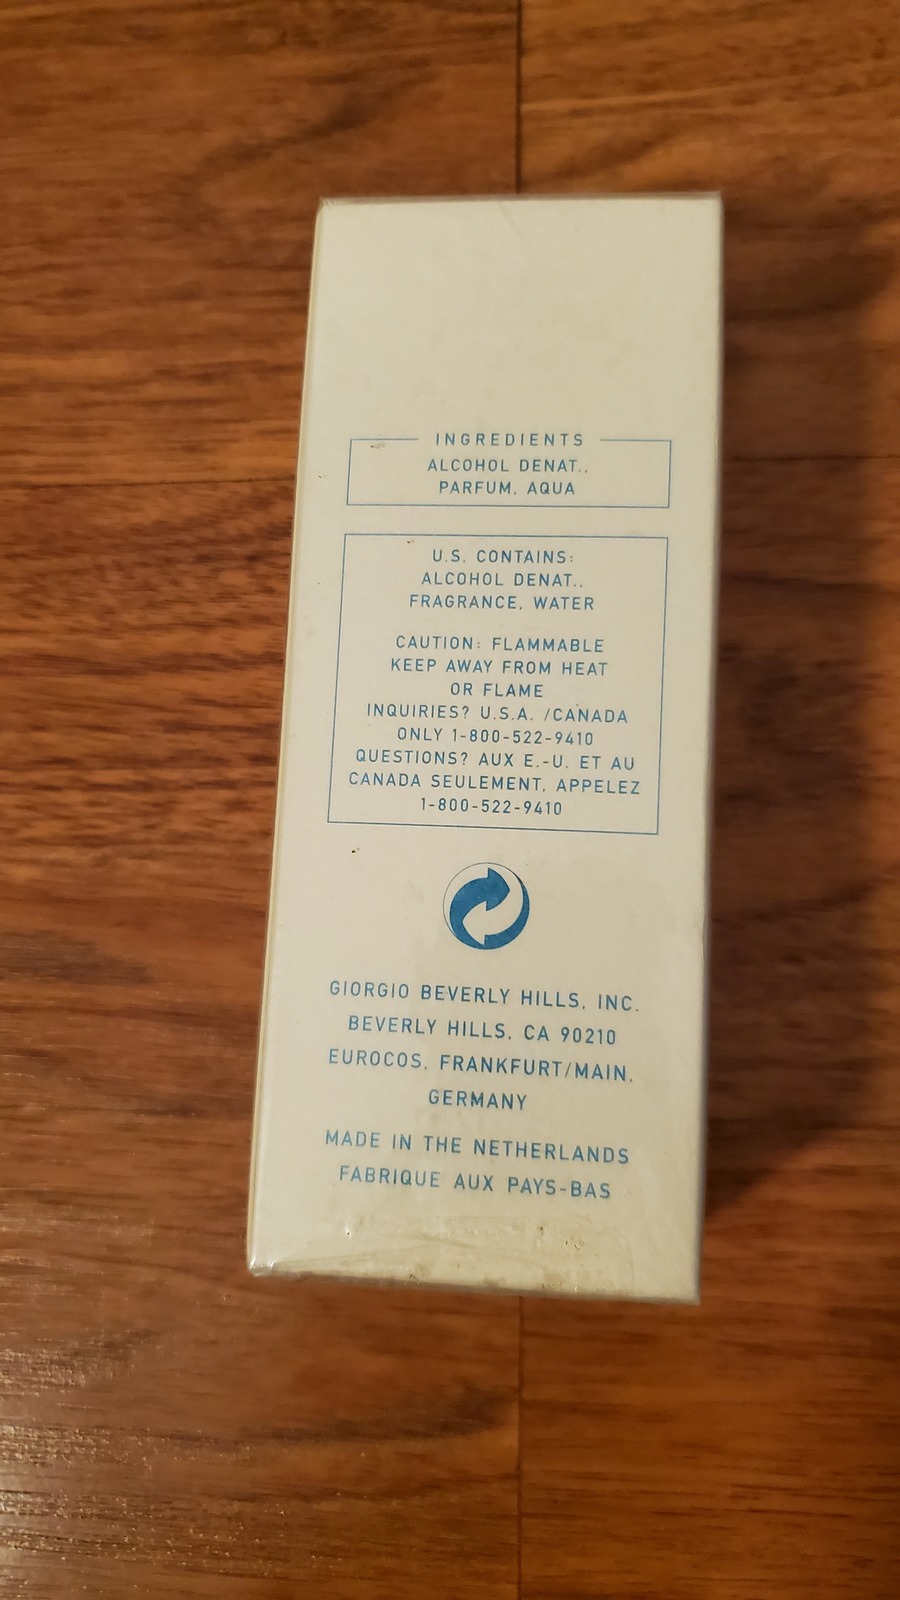 INGREDIENTS
ALCOHOL DENAT.,
PARFUM, AQUA
U.S. CONTAINS:
ALCOHOL DENAT.,
FRAGRANCE, WATER
CAUTION: FLAMMABLE
KEEP AWAY FROM HEAT
OR FLAME
INQUIRIES? U.S.A. /CANADA
ONLY 1-800-522-9410
QUESTIONS? AUX E.-U. ET AU
CANADA SEULEMENT, APPELEZ
1-800-522-9410
GIORGIO BEVERLY HILLS, INC.
BEVERLY HILLS, CA 90210
EUROCOS, FRANKFURT/MAIN,
GERMANY
MADE IN THE NETHERLANDS
FABRIQUE AUX PAYS-BAS